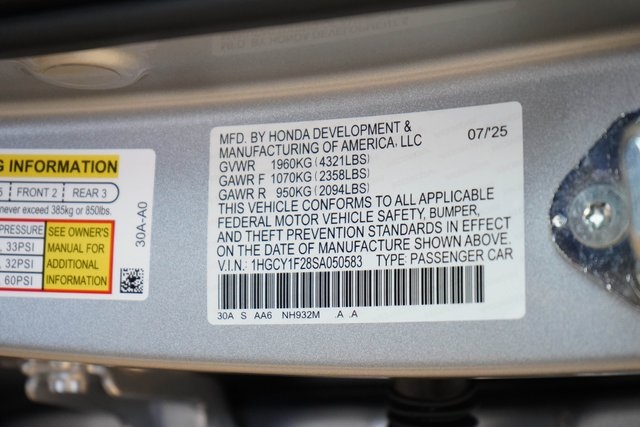 G INFORMATION
FRONT 2 REAR 3
never exceed 385kg or 850lbs.
PRESSURE
, 33PSI
, 32PSI
, 60PSI
SEE OWNER'S
MANUAL FOR
ADDITIONAL
INFORMATION
30A-A0
MFD. BY HONDA DEVELOPMENT & 07/'25
MANUFACTURING OF AMERICA, LLC
GVWR 1960KG (4321LBS)
GAWR F 1070KG (2358LBS)
GAWR R 950KG (2094LBS)
THIS VEHICLE CONFORMS TO ALL APPLICABLE
FEDERAL MOTOR VEHICLE SAFETY, BUMPER,
AND THEFT PREVENTION STANDARDS IN EFFECT
ON THE DATE OF MANUFACTURE SHOWN ABOVE.
V.I.N.: 1HGCY1F28SA050583 TYPE: PASSENGER CAR
30A S AA6 NH932M .A .A